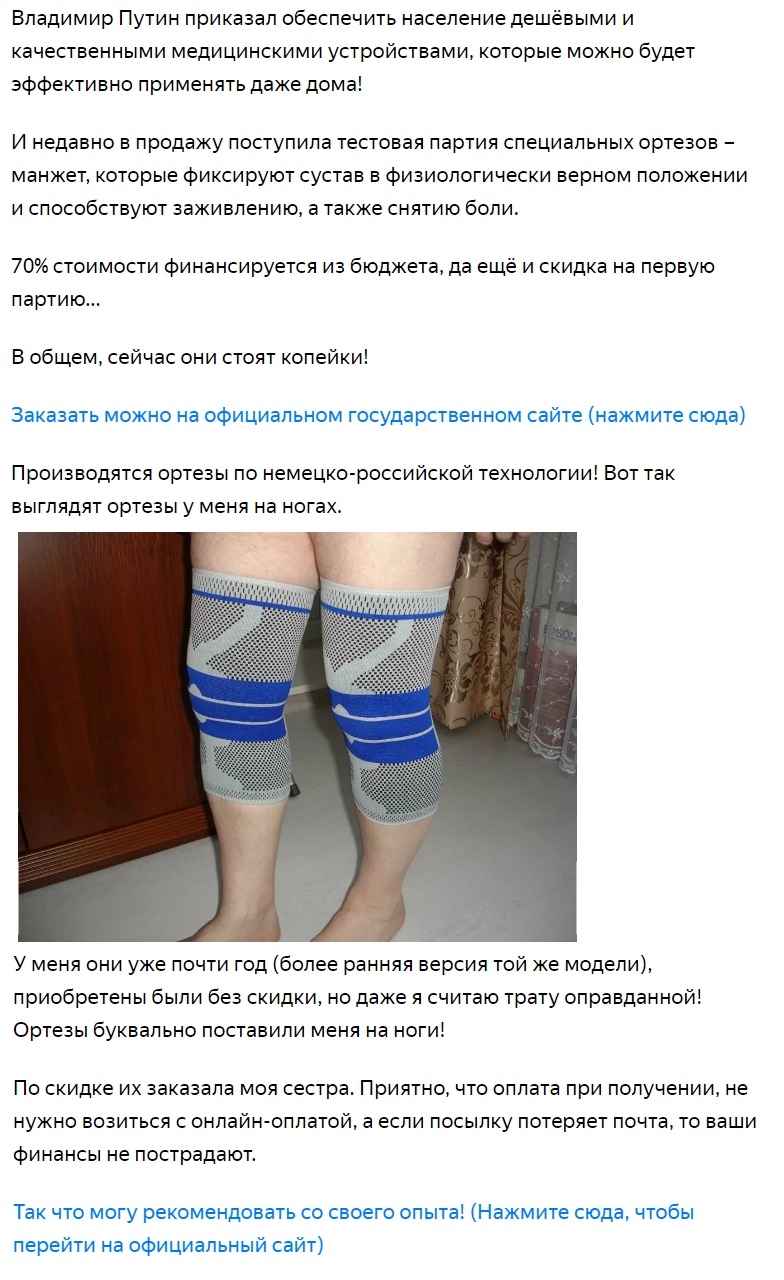 Владимир Путин приказал обеспечить население дешёвыми и
качественными медицинскими устройствами, которые можно будет
эффективно применять даже дома!
И недавно в продажу поступила тестовая партия специальных ортезов –
манжет, которые фиксируют сустав в физиологически верном положении
и способствуют заживлению, а также снятию боли.
70% стоимости финансируется из бюджета, да ещё и скидка на первую
партию...
В общем, сейчас они стоят копейки!
Заказать можно на официальном государственном сайте (нажмите сюда)
Производятся ортезы по немецко-российской технологии! Вот так
выглядят ортезы у меня на ногах.
У меня они уже почти год (более ранняя версия той же модели),
приобретены были без скидки, но даже я считаю трату оправданной!
Ортезы буквально поставили меня на ноги!
По скидке их заказала моя сестра. Приятно, что оплата при получении, не
нужно возиться с онлайн-оплатой, а если посылку потеряет почта, то ваши
финансы не пострадают.
Так что могу рекомендовать со своего опыта! (Нажмите сюда, чтобы
перейти на официальный сайт)